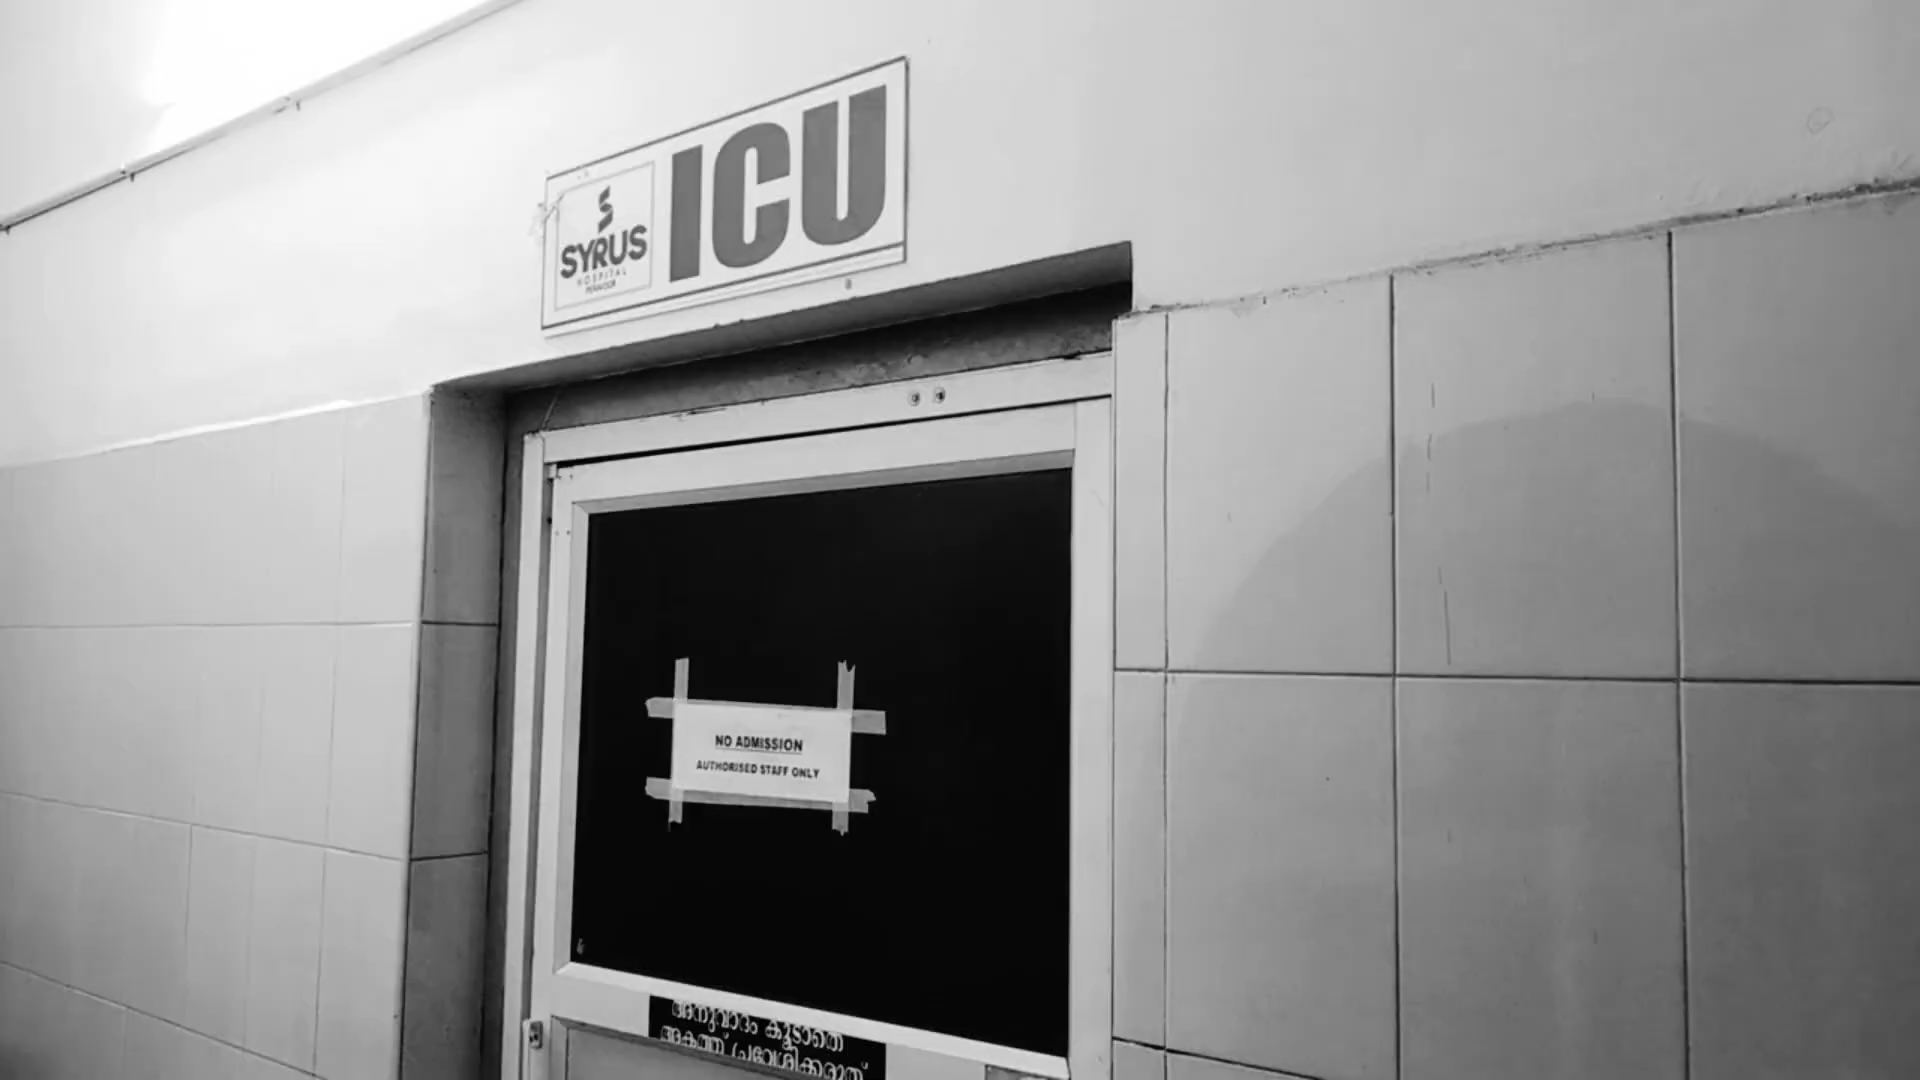 ICU
SYRUS
HOSPITAL
NO ADMISSION
AUTHORISED STAFF ONLY
അനുവാദം കൂടാതെ
അകത്ത് പ്രവേശിക്കരുത്